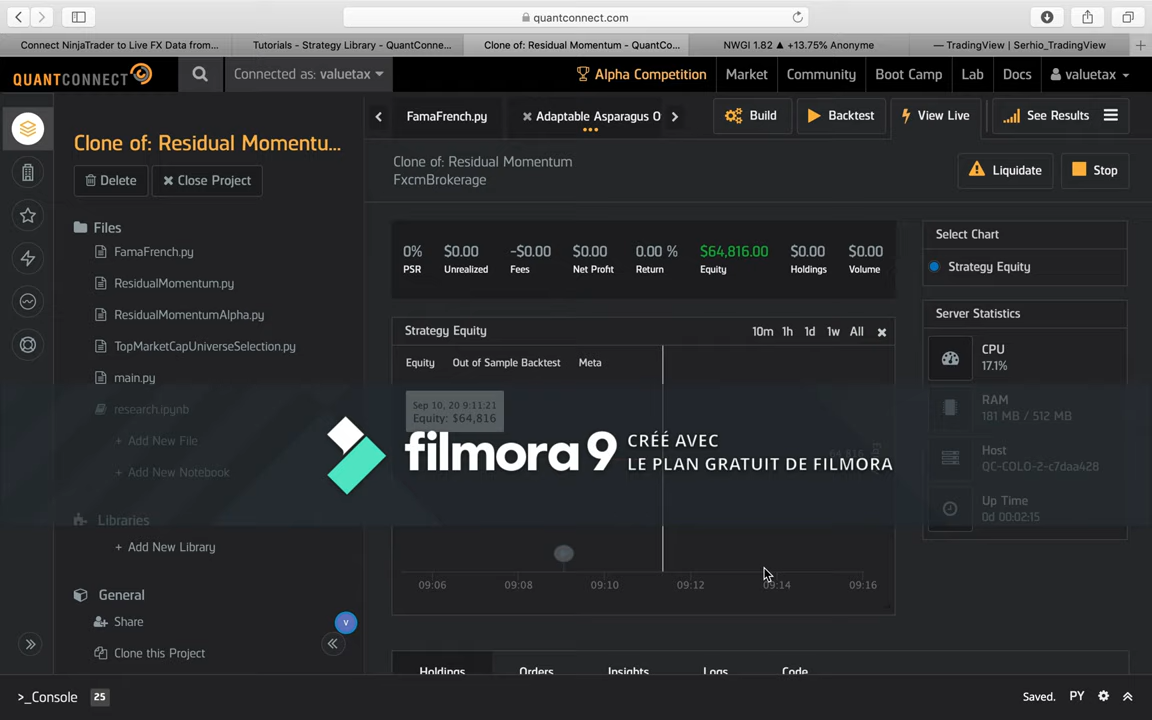 quantconnect.com
Connect NinjaTrader to Live FX Data from...
Tutorials - Strategy Library - QuantConne...
Clone of: Residual Momentum - QuantCo...
NWGI 1.82 ▲ +13.75% Anonyme
— TradingView | Serhio_TradingView
QUANTCONNECT
Connected as: valuetax
Alpha Competition
Market
Community
Boot Camp
Lab
Docs
valuetax
Clone of: Residual Momentu...
Delete
Close Project
Files
FamaFrench.py
ResidualMomentum.py
ResidualMomentumAlpha.py
TopMarketCapUniverseSelection.py
main.py
research.ipynb
+ Add New File
+ Add New Notebook
Libraries
+ Add New Library
General
Share
v
Clone this Project
FamaFrench.py
Adaptable Asparagus O
Build
Backtest
View Live
See Results
Clone of: Residual Momentum
FxcmBrokerage
Liquidate
Stop
0% $0.00 -$0.00 $0.00 0.00 % $64,816.00 $0.00 $0.00
PSR Unrealized Fees Net Profit Return Equity Holdings Volume
Strategy Equity
10m 1h 1d 1w All
Equity Out of Sample Backtest Meta
Sep 10, 20 9:11:21
Equity: $64,816
filmora 9
CRÉÉ AVEC
LE PLAN GRATUIT DE FILMORA
09:06 09:08 09:10 09:12 09:14 09:16
Select Chart
Strategy Equity
Server Statistics
CPU
17.1%
RAM
181 MB / 512 MB
Host
QC-COLO-2-c7daa428
Up Time
0d 00:02:15
Holdings Orders Insights Logs Code
>_Console 25
Saved. PY